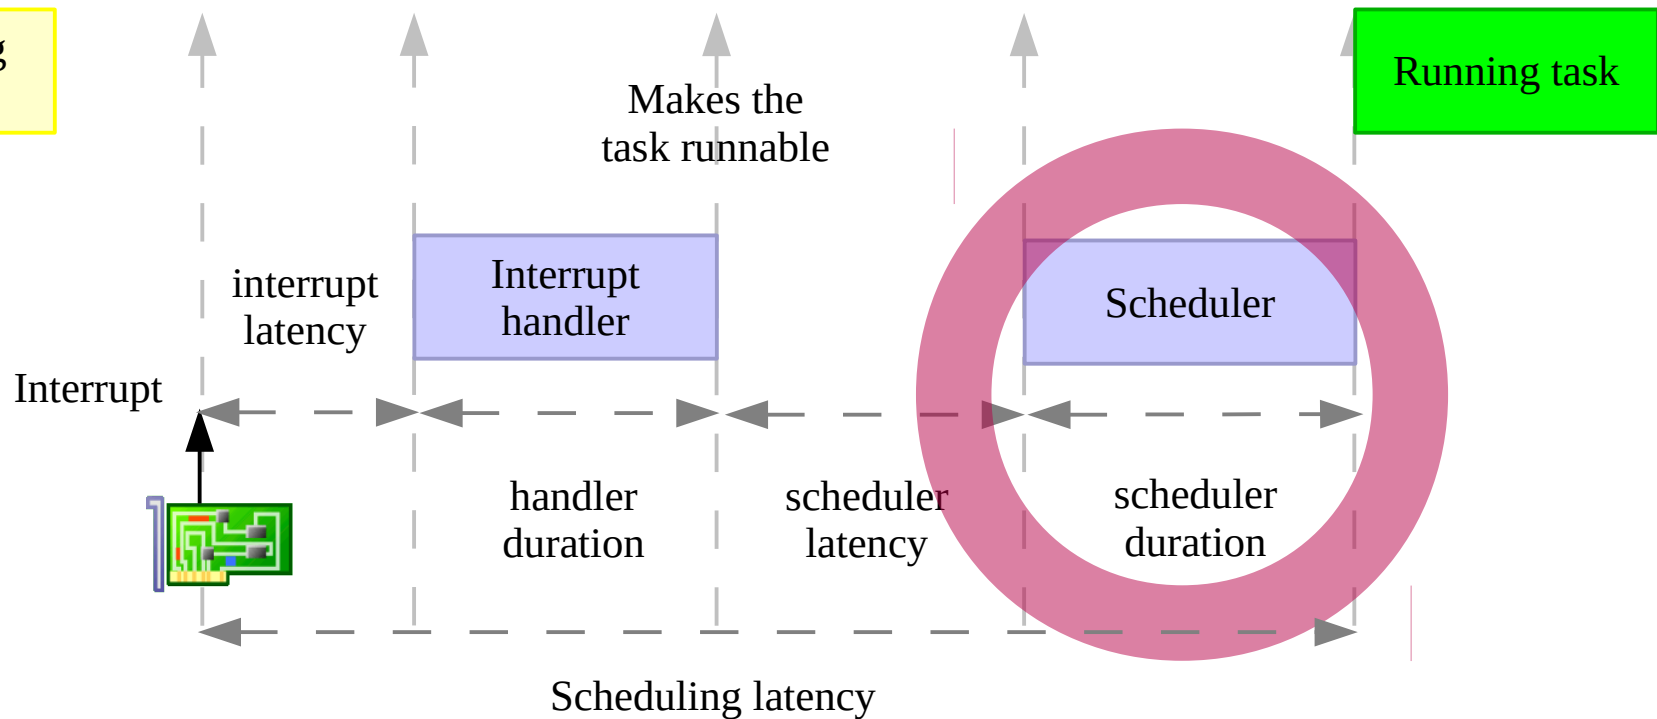 Running task
Makes the
task runnable
interrupt
latency
Interrupt
handler
Scheduler
Interrupt
handler
duration
scheduler
latency
scheduler
duration
Scheduling latency